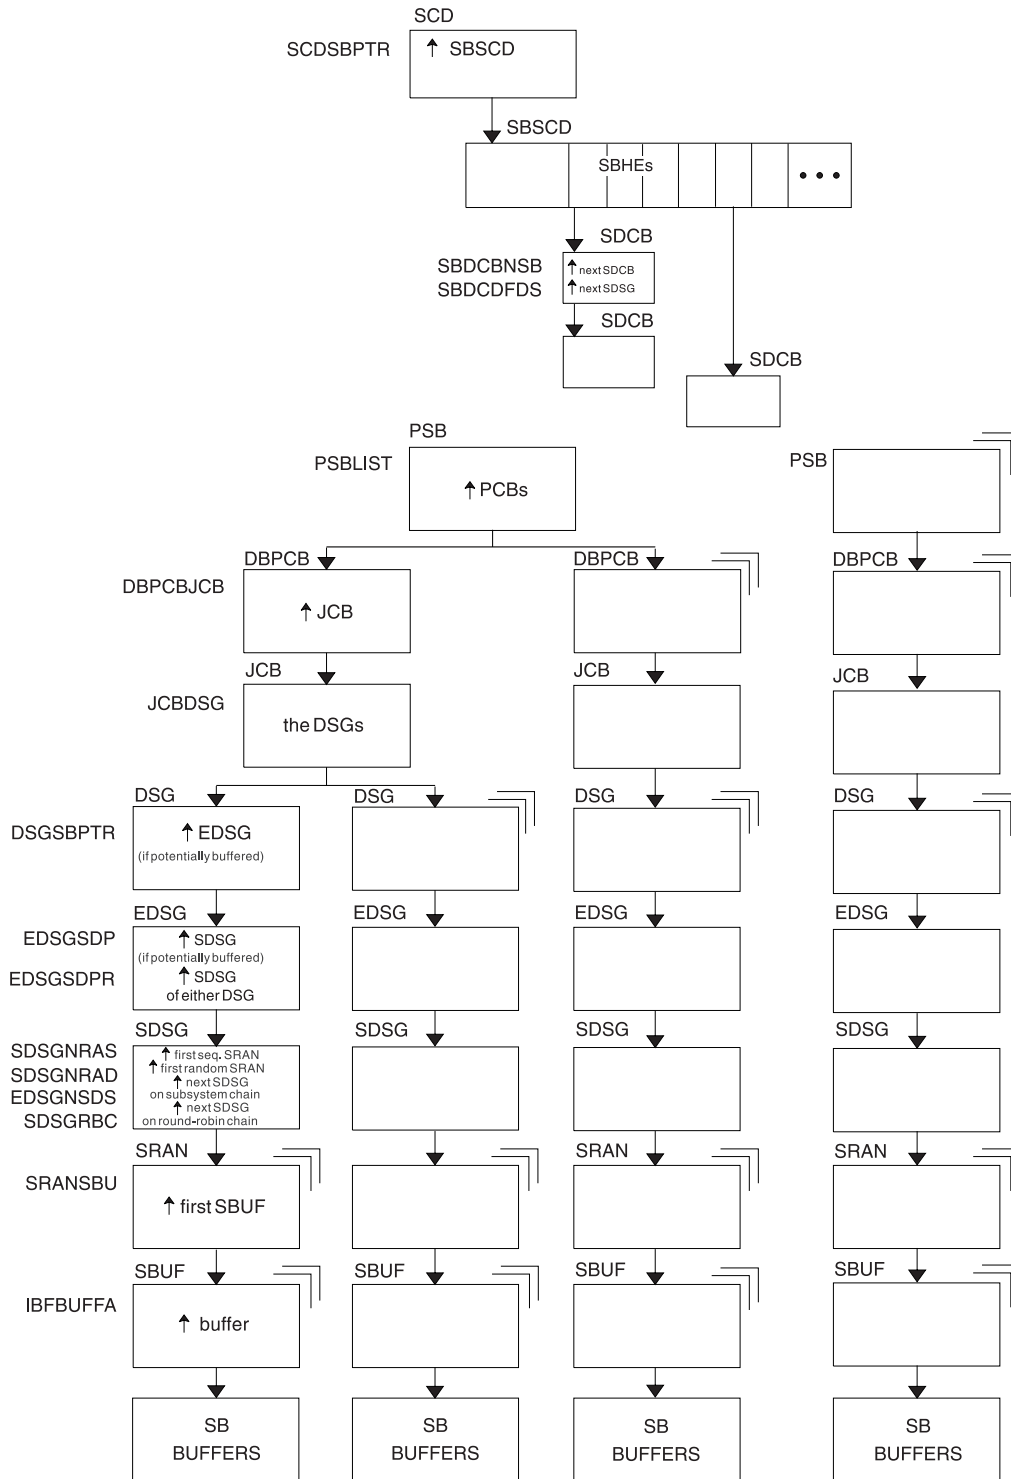 SCD
SCDSBPTR
↑ SBSCD
SBSCD
SBHEs
• • •
SDCB
SBDCBNSB
↑ next SDCB
SBDCDFDS
↑ next SDSG
SDCB
SDCB
PSB
PSB
PSBLIST
↑ PCBs
DBPCB
DBPCB
DBPCB
DBPCBJCB
↑ JCB
JCB
JCB
JCB
JCBDSG
the DSGs
DSG
DSG
DSG
DSG
DSGSBPTR
↑ EDSG
(if potentially buffered)
EDSG
EDSG
EDSG
EDSG
EDSGSDP
↑ SDSG
(if potentially buffered)
EDSGSDPR
↑ SDSG
of either DSG
SDSG
SDSG
SDSG
SDSG
SDSGNRAS
↑ first seq. SRAN
SDSGNRAD
↑ first random SRAN
↑ next SDSG
EDSGNSDS
on subsystem chain
↑ next SDSG
SDSGRBC
on round-robin chain
SRAN
SRAN
SRAN
SRANSBU
↑ first SBUF
SBUF
SBUF
SBUF
SBUF
IBFBUFFA
↑ buffer
SB
BUFFERS
SB
BUFFERS
SB
BUFFERS
SB
BUFFERS